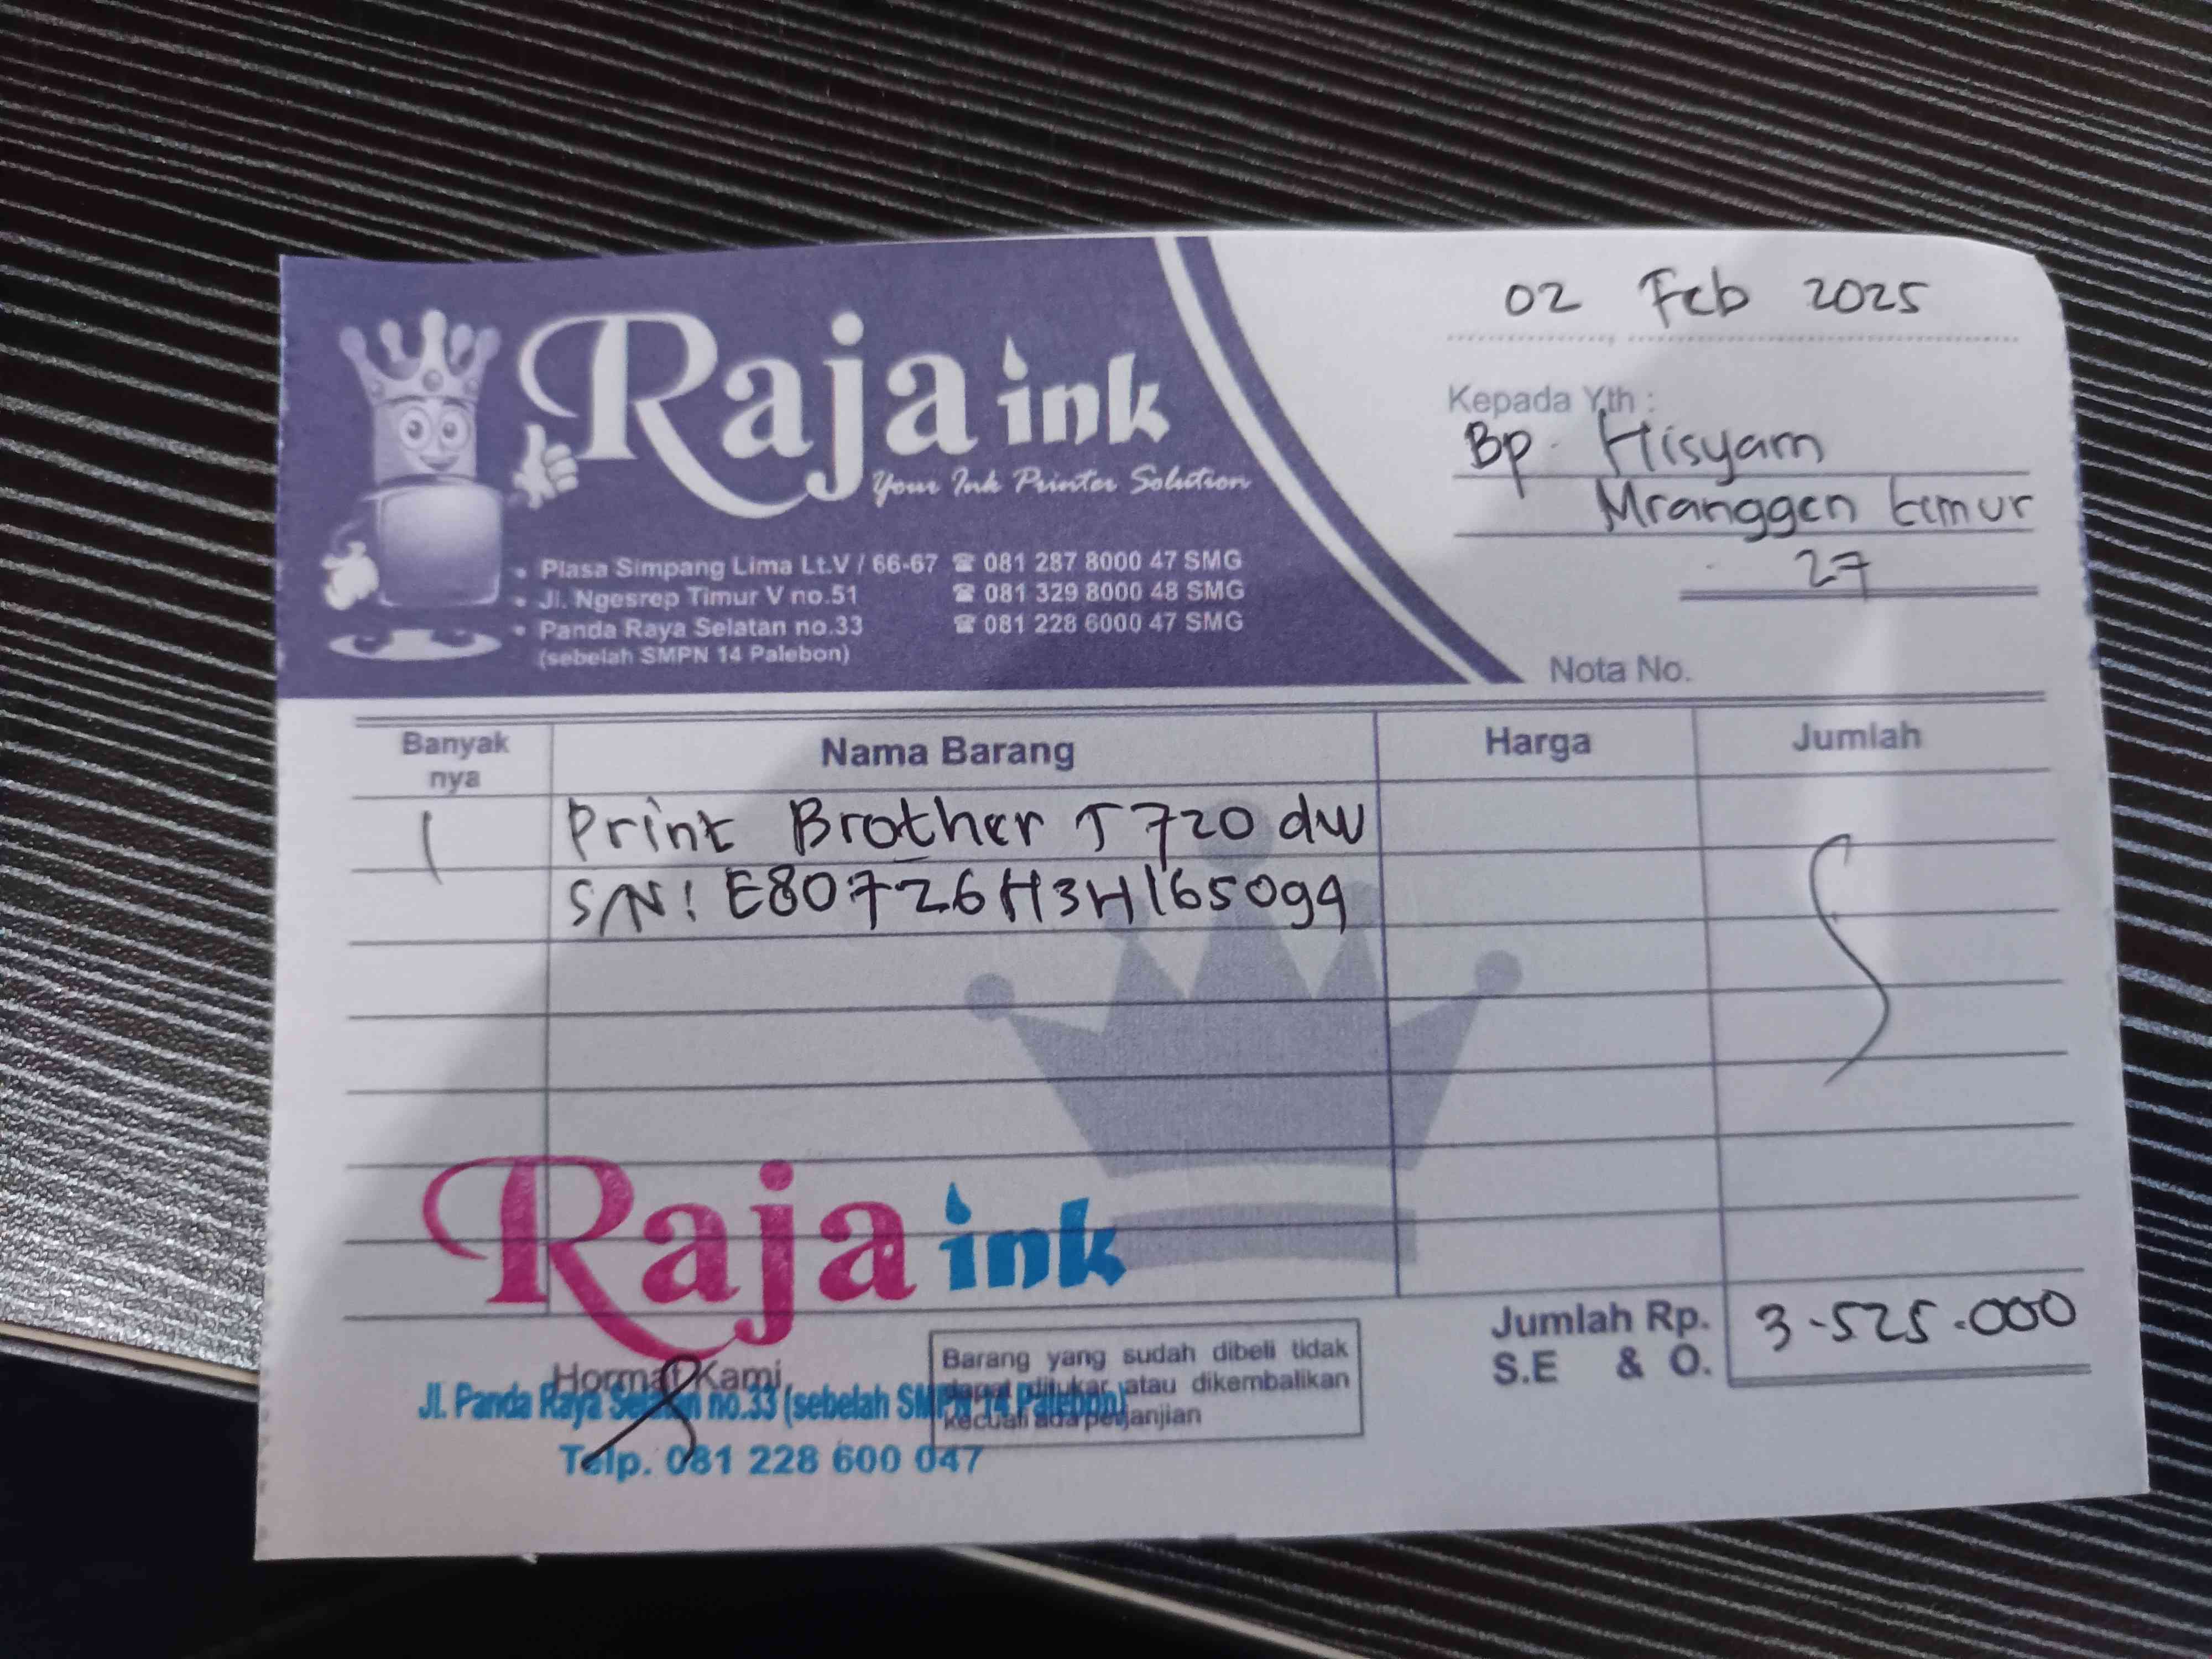 Raja ink
Your Ink Printer Solution
• Plasa Simpang Lima Lt.V / 66-67 ☎ 081 287 8000 47 SMG
• Jl. Ngesrep Timur V no.51 ☎ 081 329 8000 48 SMG
• Panda Raya Selatan no.33 ☎ 081 228 6000 47 SMG
(sebelah SMPN 14 Palebon)
02 Feb 2025
Kepada Yth :
Bp. Hisyam
Mranggen timur
27
Nota No.
Banyak nya Nama Barang Harga Jumlah
1 Print Brother T720 dw
S/N: E80726H3H165099
Raja ink
Jumlah Rp. 3.525.000
S.E & O.
Hormat Kami,
Barang yang sudah dibeli tidak
dapat ditukar atau dikembalikan
kecuali ada perjanjian
Jl. Panda Raya Selatan no.33 (sebelah SMPN 14 Palebon)
Telp. 081 228 600 047